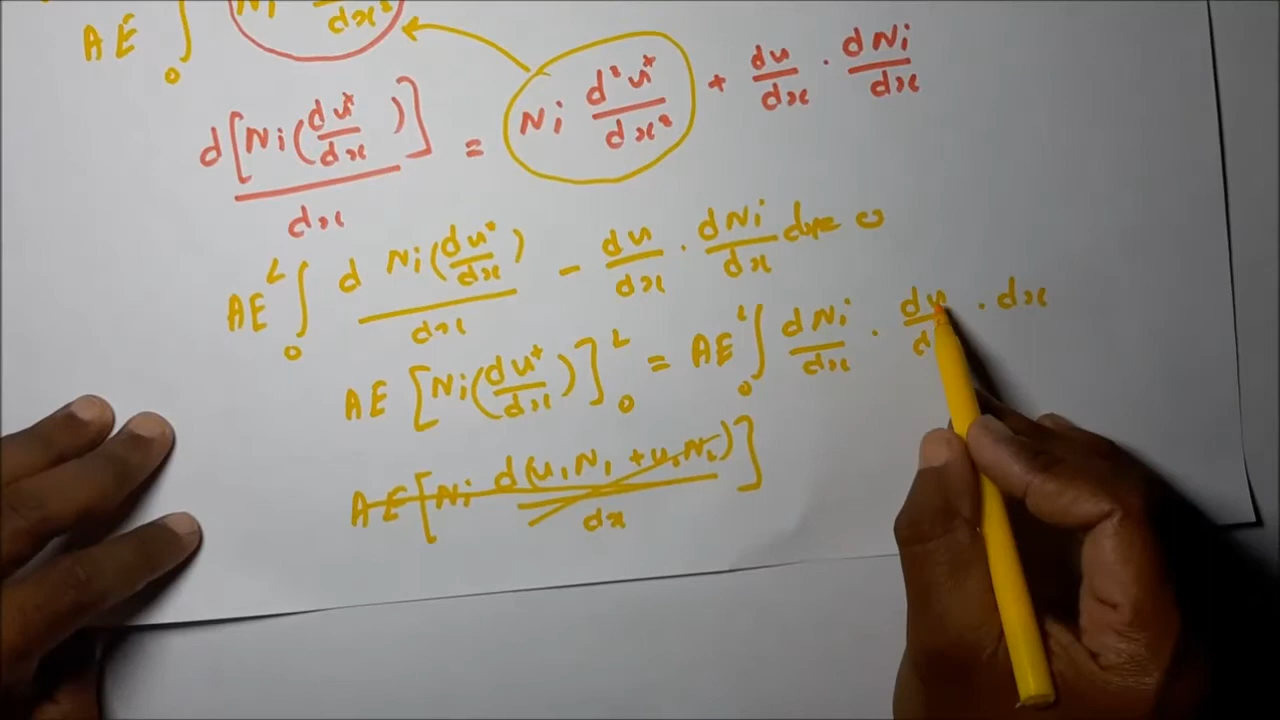 AE ∫₀ Ni d²u*/dx²
d[Ni(du*/dx)]/dx = Ni d²u*/dx² + du/dx · dNi/dx
AE ∫₀ᴸ d Ni(du*/dx)/dx − du/dx · dNi/dx dx = 0
AE [Ni(du*/dx)]₀ᴸ = AE ∫₀ᴸ dNi/dx · du/d · dx
AE[Ni d(u₁N₁ + u₂N₂)/dx]